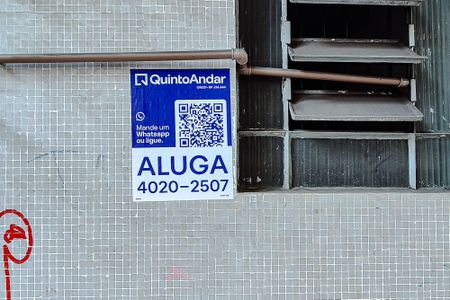 QuintoAndar
Mande um
Whatsapp
ou ligue.
ALUGA
4020-2507